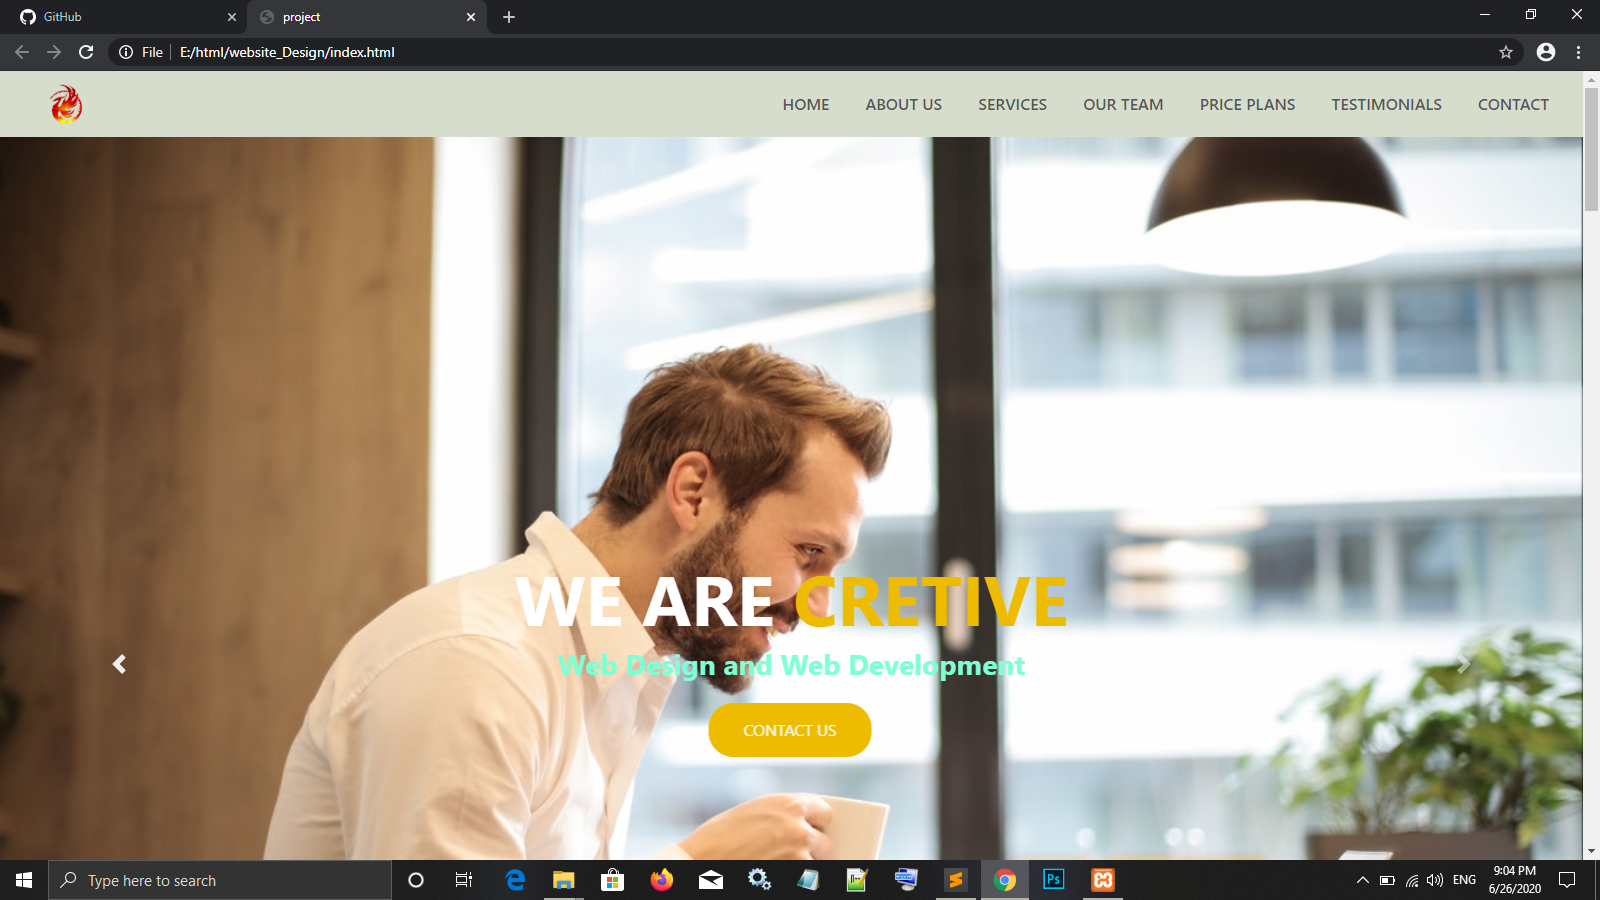 GitHub
project
File
E:/html/website_Design/index.html
HOME ABOUT US SERVICES OUR TEAM PRICE PLANS TESTIMONIALS CONTACT
WE ARE CRETIVE
Web Design and Web Development
CONTACT US
Type here to search
Ps
ENG
9:04 PM
6/26/2020